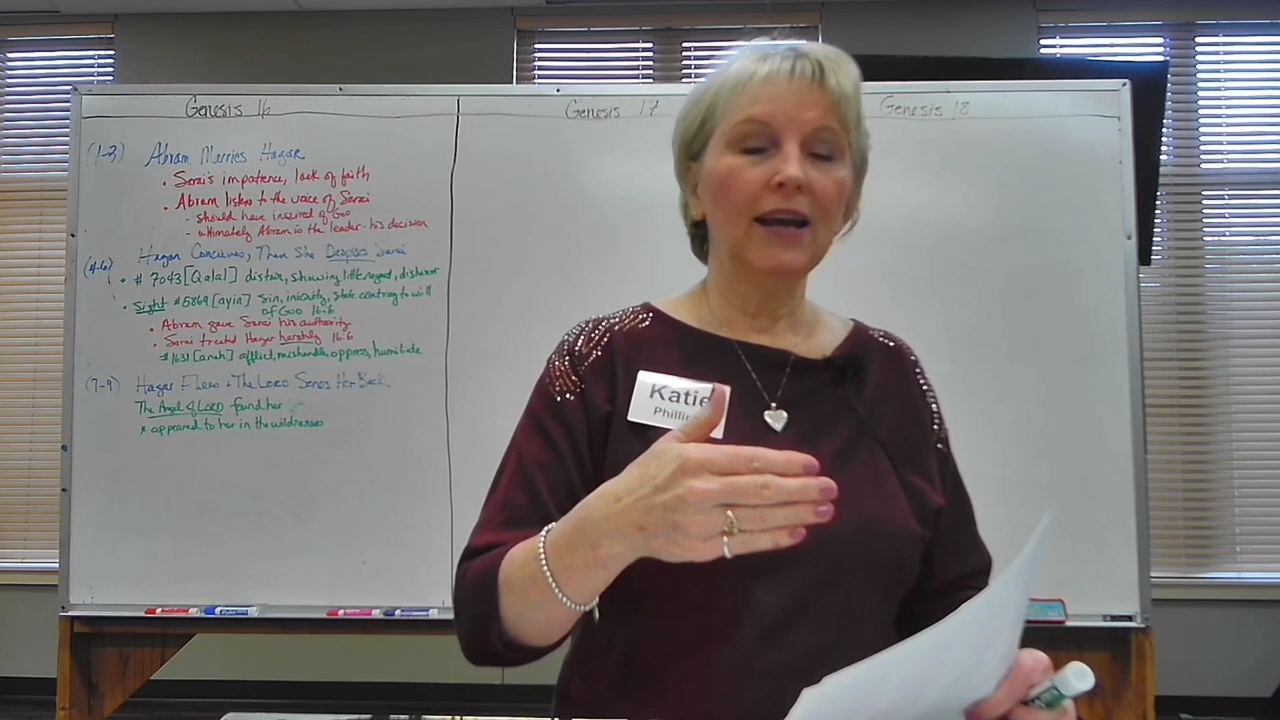 Genesis 16
Genesis 17
Genesis 18
(1-3) Abram Marries Hagar
• Sarai's impatience, lack of faith
• Abram listens to the voice of Sarai
- should have inquired of God
- ultimately Abram is the leader - his decision
(4-6) Hagar Conceives, Then She Despises Sarai
• # 7043 [Qalal] distain, showing little regard, dishonor
• Sight #5869 [ayin] sin, iniquity, state contrary to will
of God 16:6
• Abram gave Sarai his authority
• Sarai treated Hagar harshly 16:6
#1631 [anah] afflict, mishandle, oppress, humiliate
(7-9) Hagar Flees + The LORD Sends Her Back
The Angel of LORD found her
* appeared to her in the wilderness
Katie